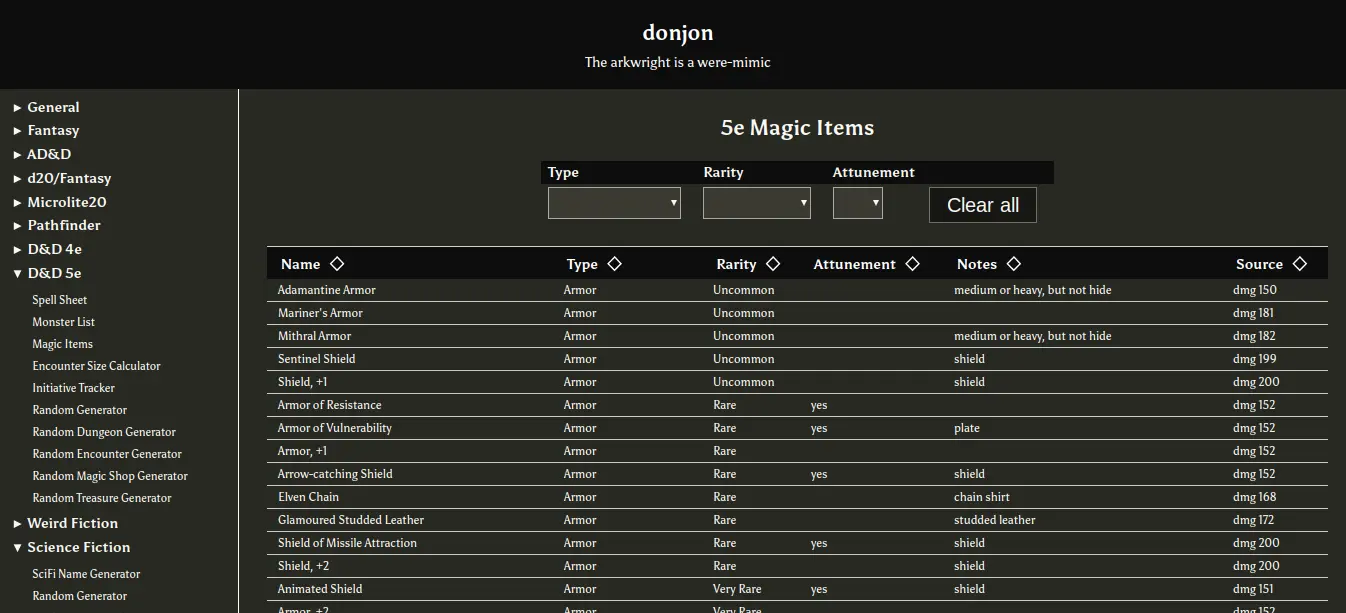 donjon
The arkwright is a were-mimic
► General
► Fantasy
► AD&D
► d20/Fantasy
► Microlite20
► Pathfinder
► D&D 4e
▼ D&D 5e
Spell Sheet
Monster List
Magic Items
Encounter Size Calculator
Initiative Tracker
Random Generator
Random Dungeon Generator
Random Encounter Generator
Random Magic Shop Generator
Random Treasure Generator
► Weird Fiction
▼ Science Fiction
SciFi Name Generator
Random Generator
5e Magic Items
Type Rarity Attunement
Clear all
Name Type Rarity Attunement Notes Source
Adamantine Armor Armor Uncommon medium or heavy, but not hide dmg 150
Mariner's Armor Armor Uncommon dmg 181
Mithral Armor Armor Uncommon medium or heavy, but not hide dmg 182
Sentinel Shield Armor Uncommon shield dmg 199
Shield, +1 Armor Uncommon shield dmg 200
Armor of Resistance Armor Rare yes dmg 152
Armor of Vulnerability Armor Rare yes plate dmg 152
Armor, +1 Armor Rare dmg 152
Arrow-catching Shield Armor Rare yes shield dmg 152
Elven Chain Armor Rare chain shirt dmg 168
Glamoured Studded Leather Armor Rare studded leather dmg 172
Shield of Missile Attraction Armor Rare yes shield dmg 200
Shield, +2 Armor Rare shield dmg 200
Animated Shield Armor Very Rare yes shield dmg 151
Armor, +2 Armor Very Rare dmg 152